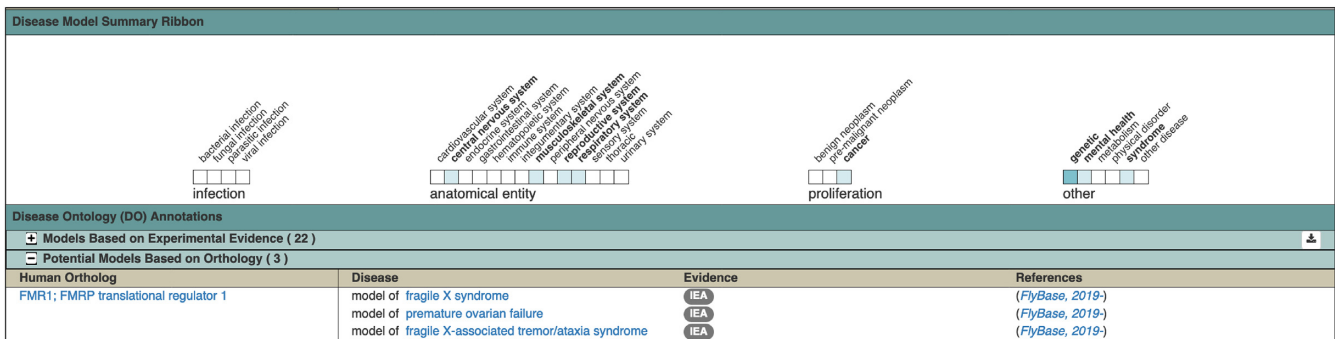 Disease Model Summary Ribbon
bacterial infection
fungal infection
parasitic infection
viral infection
infection
cardiovascular system
central nervous system
endocrine system
gastrointestinal system
hematopoietic system
immune system
integumentary system
musculoskeletal system
peripheral nervous system
reproductive system
respiratory system
sensory system
thoracic
urinary system
anatomical entity
benign neoplasm
pre-malignant neoplasm
cancer
proliferation
genetic
mental health
metabolism
physical disorder
syndrome
other disease
other
Disease Ontology (DO) Annotations
+ Models Based on Experimental Evidence ( 22 )
− Potential Models Based on Orthology ( 3 )
Human Ortholog Disease Evidence References
FMR1; FMRP translational regulator 1 model of fragile X syndrome IEA (FlyBase, 2019-)
model of premature ovarian failure IEA (FlyBase, 2019-)
model of fragile X-associated tremor/ataxia syndrome IEA (FlyBase, 2019-)